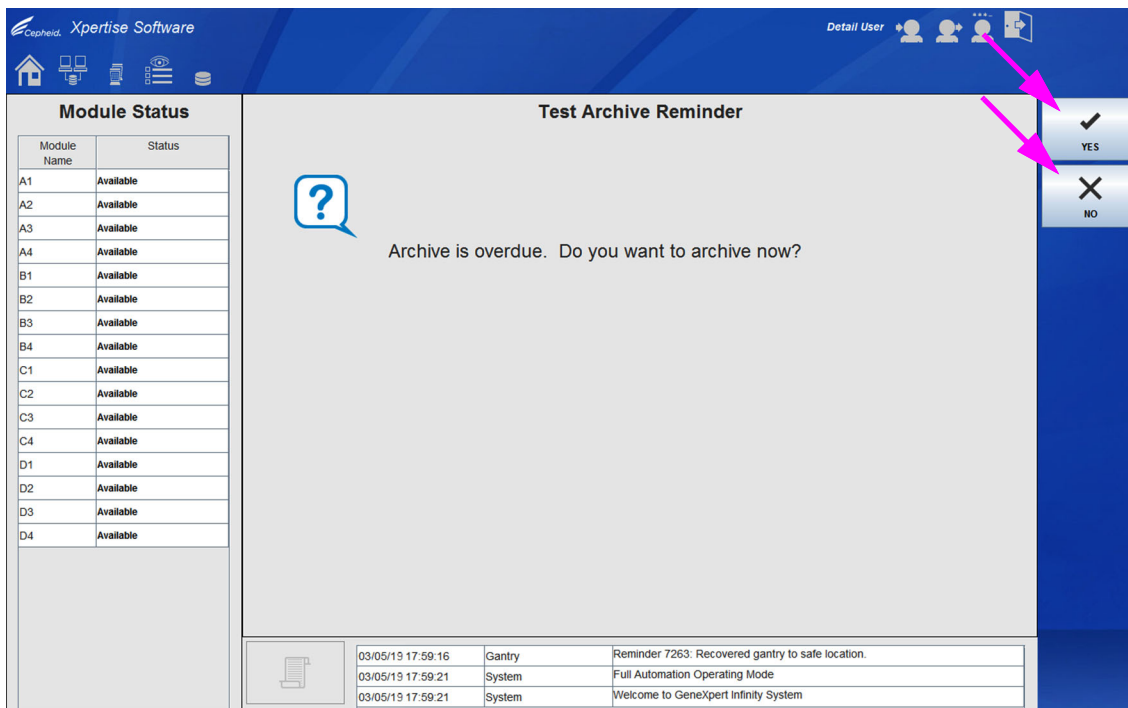 Cepheid. Xpertise Software
Detail User
Module Status
Module Name Status
A1 Available
A2 Available
A3 Available
A4 Available
B1 Available
B2 Available
B3 Available
B4 Available
C1 Available
C2 Available
C3 Available
C4 Available
D1 Available
D2 Available
D3 Available
D4 Available
Test Archive Reminder
?
Archive is overdue. Do you want to archive now?
YES
NO
03/05/19 17:59:16 Gantry Reminder 7263: Recovered gantry to safe location.
03/05/19 17:59:21 System Full Automation Operating Mode
03/05/19 17:59:21 System Welcome to GeneXpert Infinity System